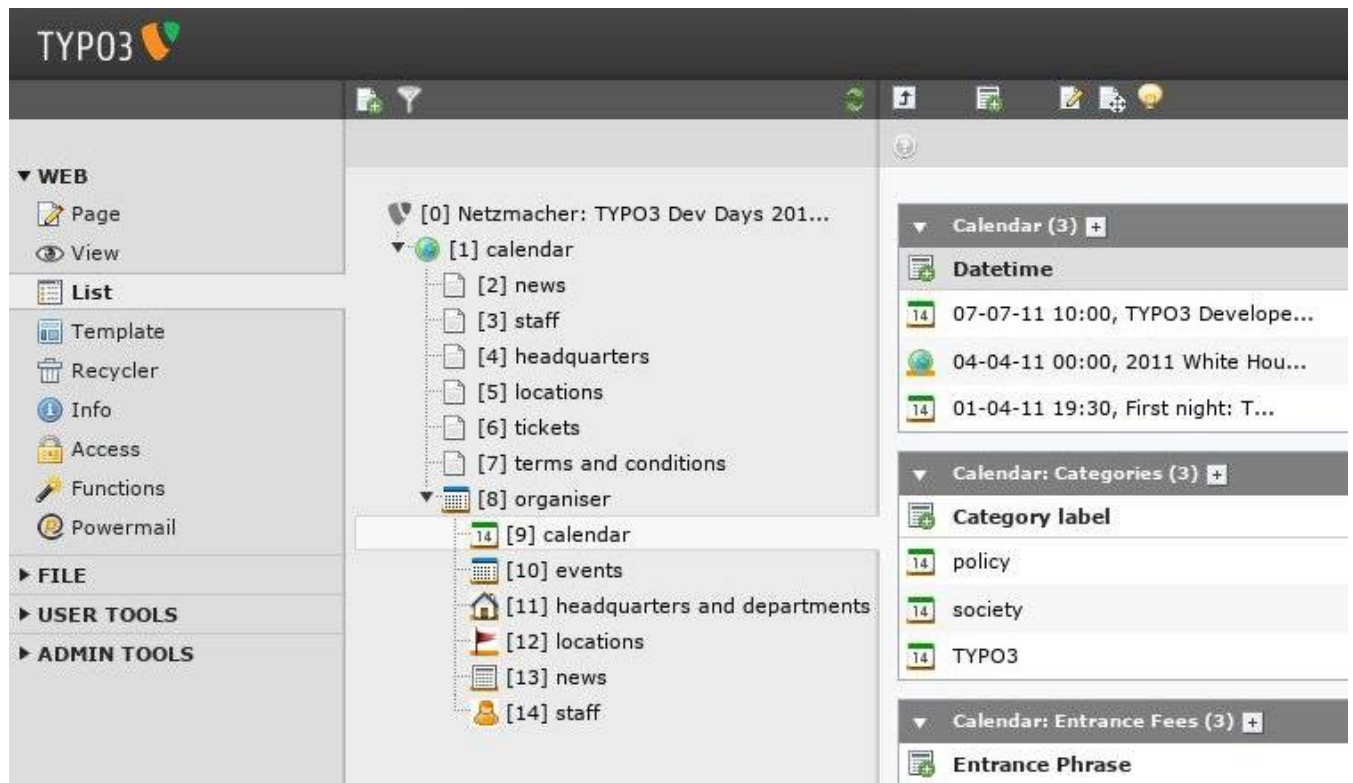 TYPO3
WEB
Page
View
List
Template
Recycler
Info
Access
Functions
Powermail
FILE
USER TOOLS
ADMIN TOOLS
[0] Netzmacher: TYPO3 Dev Days 201...
[1] calendar
[2] news
[3] staff
[4] headquarters
[5] locations
[6] tickets
[7] terms and conditions
[8] organiser
14 [9] calendar
[10] events
[11] headquarters and departments
[12] locations
[13] news
[14] staff
Calendar (3)
Datetime
14 07-07-11 10:00, TYPO3 Develope...
04-04-11 00:00, 2011 White Hou...
14 01-04-11 19:30, First night: T...
Calendar: Categories (3)
Category label
14 policy
14 society
14 TYPO3
Calendar: Entrance Fees (3)
Entrance Phrase